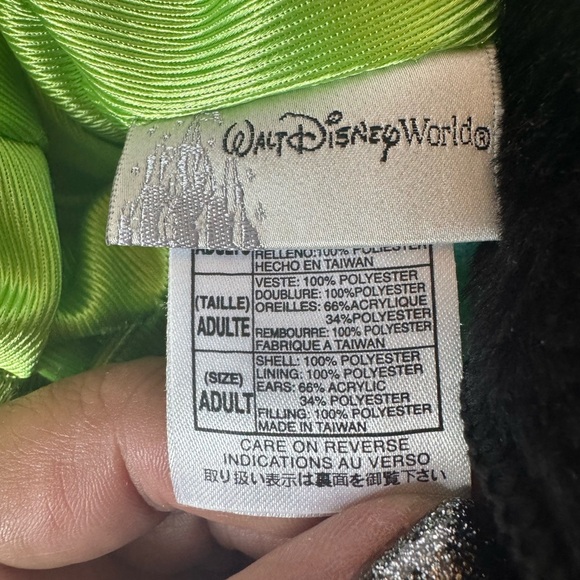 WALT DISNEY World®
RELLENO:100% POLIESTER
HECHO EN TAIWAN
(TAILLE)
ADULTE
VESTE: 100% POLYESTER
DOUBLURE: 100% POLYESTER
OREILLES: 66%ACRYLIQUE
34%POLYESTER
REMBOURRE: 100%POLYESTER
FABRIQUE A TAIWAN
(SIZE)
ADULT
SHELL: 100% POLYESTER
LINING: 100% POLYESTER
EARS: 66% ACRYLIC
34% POLYESTER
FILLING: 100% POLYESTER
MADE IN TAIWAN
CARE ON REVERSE
INDICATIONS AU VERSO
取り扱い表示は裏面を御覧下さい